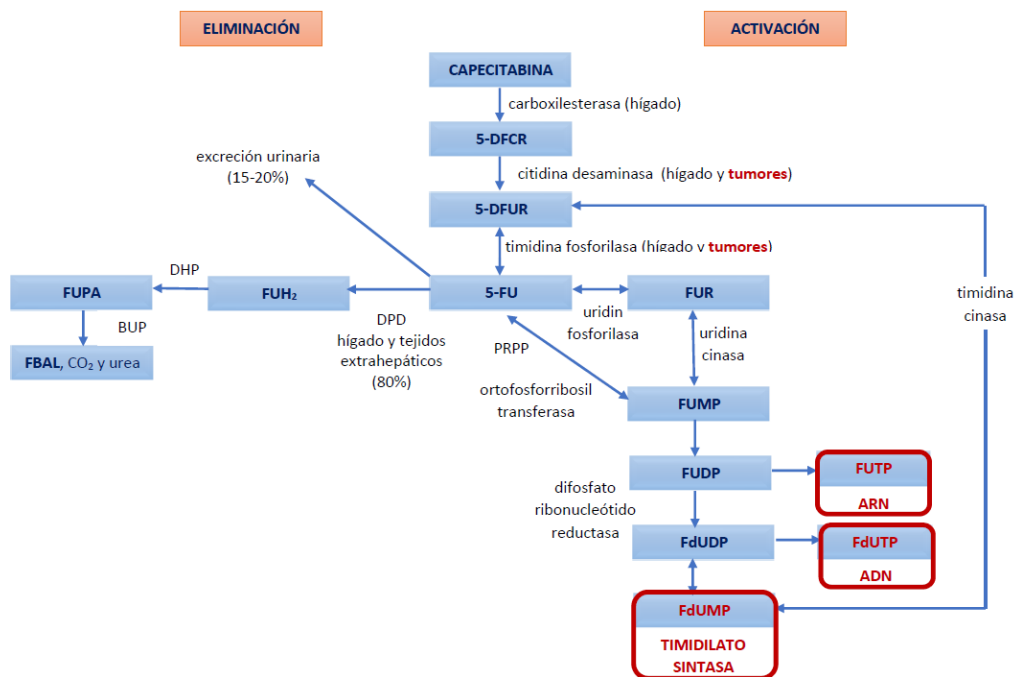 ELIMINACIÓN
ACTIVACIÓN
CAPECITABINA
carboxilesterasa (hígado)
5-DFCR
excreción urinaria
(15-20%)
citidina desaminasa (hígado y tumores)
5-DFUR
timidina fosforilasa (hígado y tumores)
DHP
FUPA
FUH₂
5-FU
FUR
timidina
cinasa
BUP
DPD
hígado y tejidos
extrahepáticos
(80%)
uridin
fosforilasa
uridina
cinasa
PRPP
FBAL, CO₂ y urea
ortofosforribosil
transferasa
FUMP
FUDP
FUTP
ARN
difosfato
ribonucleótido
reductasa
FdUDP
FdUTP
ADN
FdUMP
TIMIDILATO
SINTASA